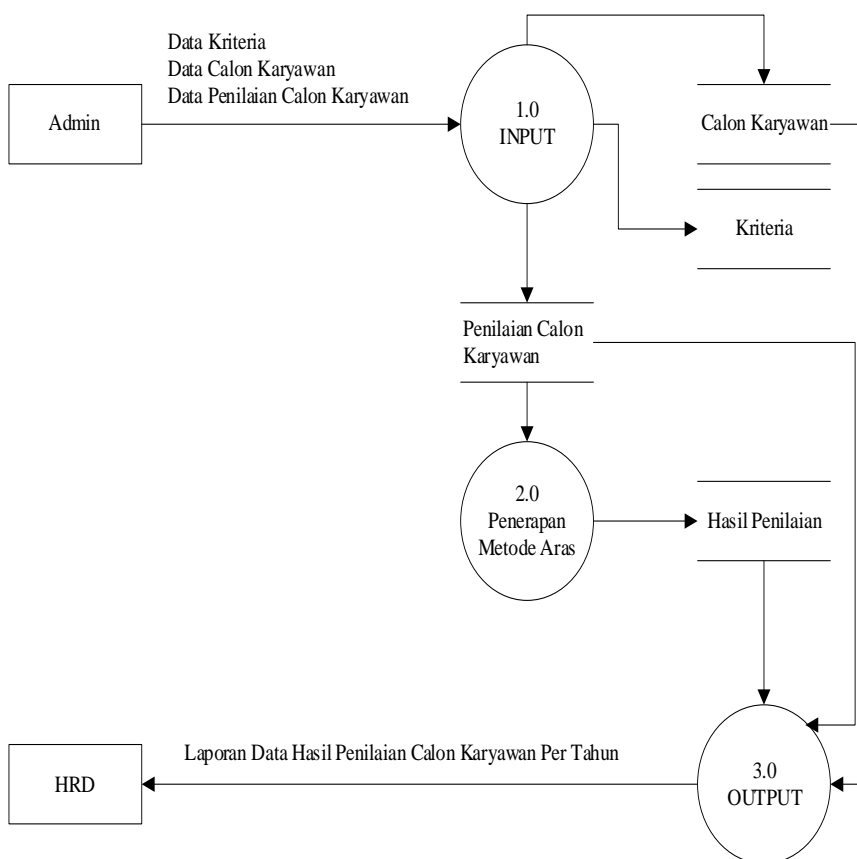 Data Kriteria
Data Calon Karyawan
Data Penilaian Calon Karyawan
Admin
1.0
INPUT
Calon Karyawan
Kriteria
Penilaian Calon
Karyawan
2.0
Penerapan
Metode Aras
Hasil Penilaian
Laporan Data Hasil Penilaian Calon Karyawan Per Tahun
HRD
3.0
OUTPUT